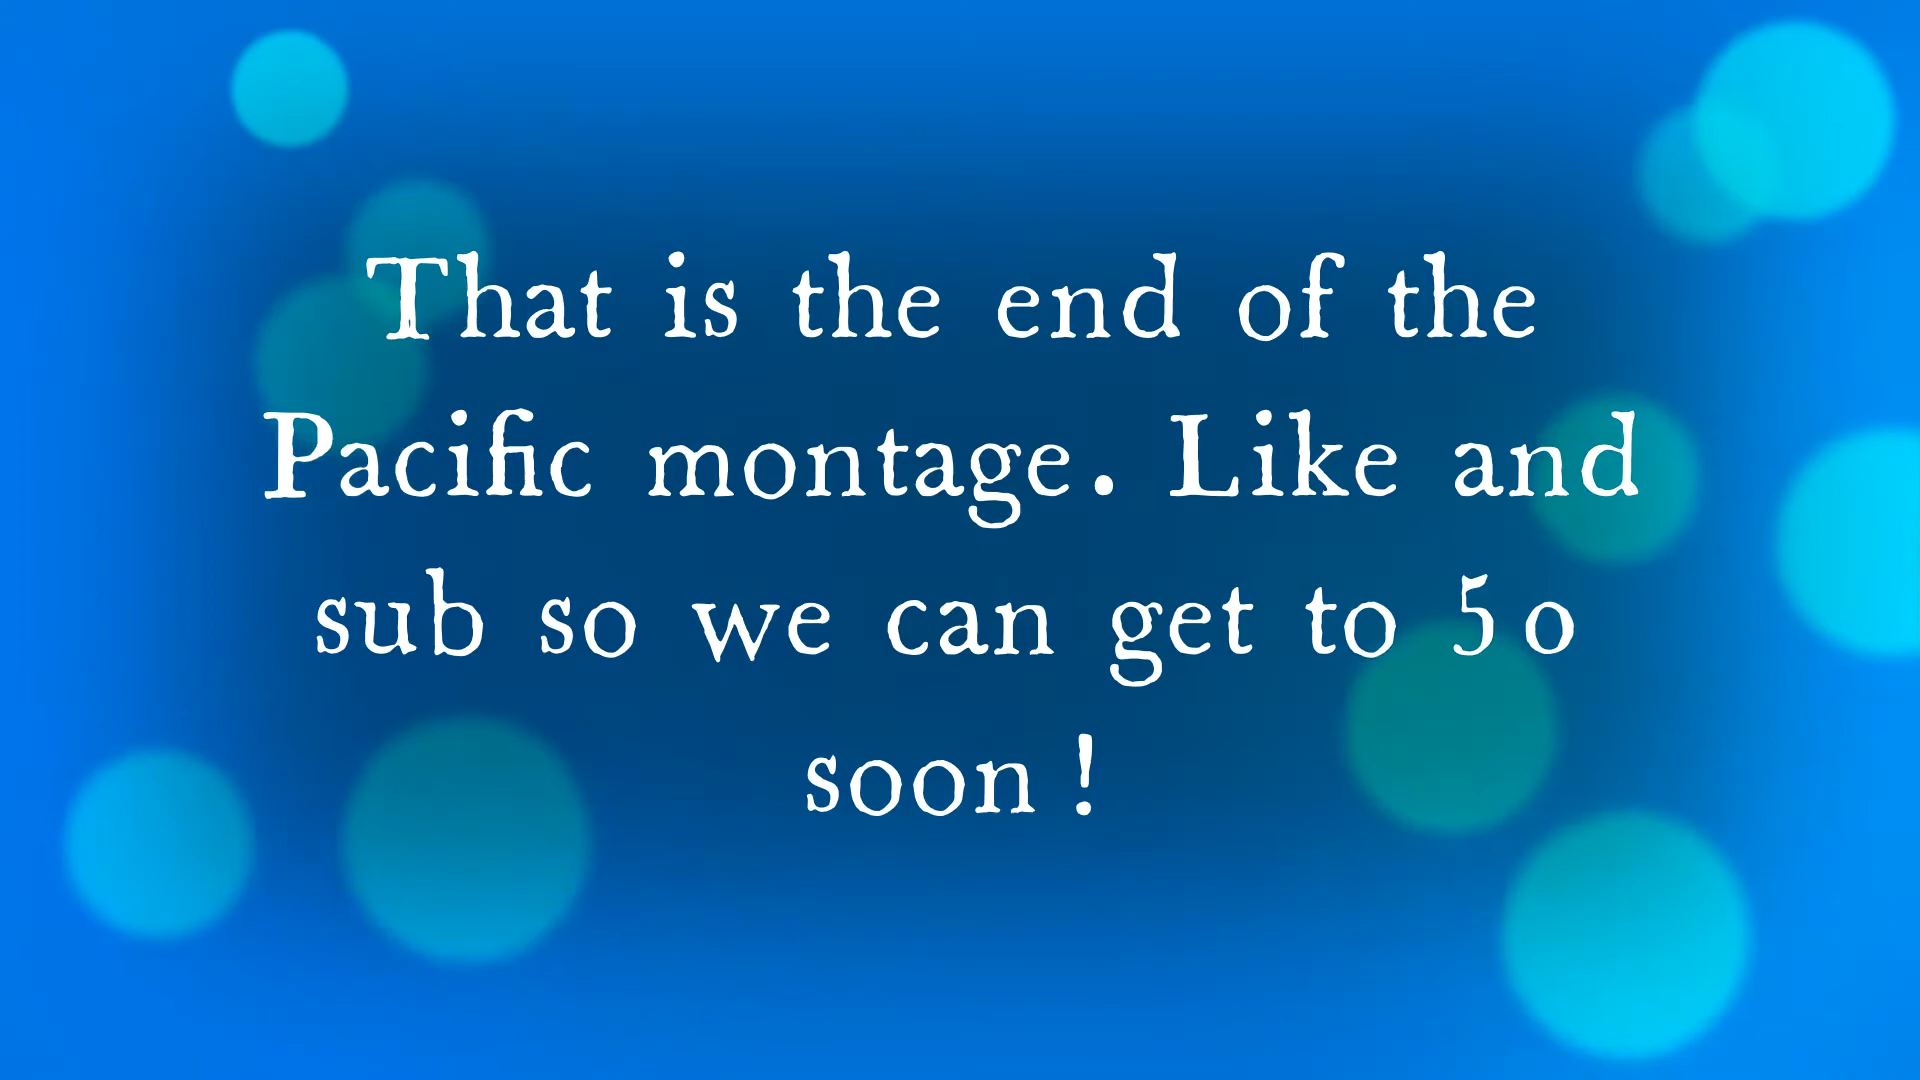 That is the end of the
Pacific montage. Like and
sub so we can get to 50
soon!